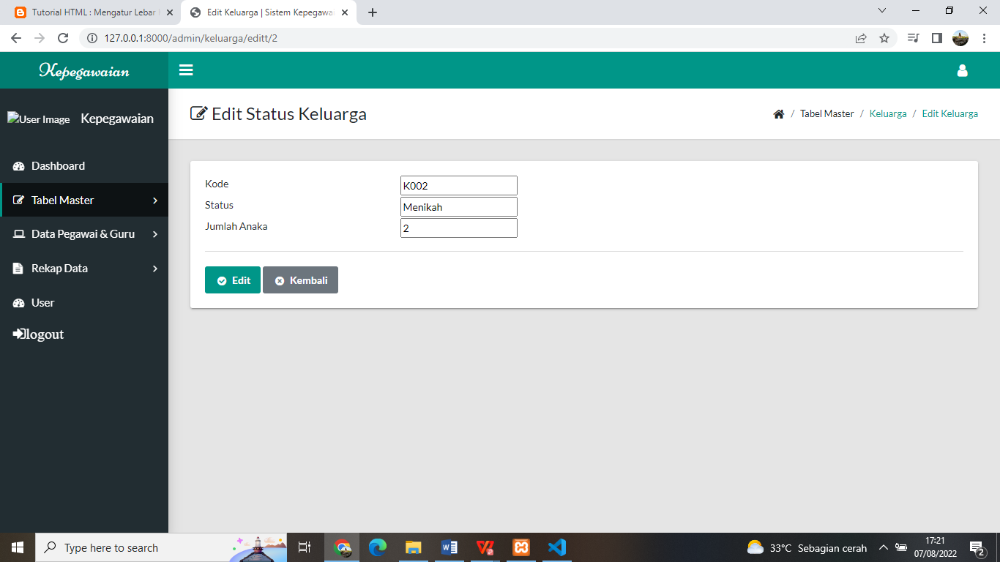 Tutorial HTML : Mengatur Lebar
Edit Keluarga | Sistem Kepegawai
127.0.0.1:8000/admin/keluarga/editt/2
Kepegawaian
User Image
Kepegawaian
Edit Status Keluarga
/ Tabel Master / Keluarga / Edit Keluarga
Dashboard
Tabel Master
Data Pegawai & Guru
Rekap Data
User
logout
Kode
K002
Status
Menikah
Jumlah Anaka
2
Edit
Kembali
Type here to search
33°C Sebagian cerah
17:21
07/08/2022
2